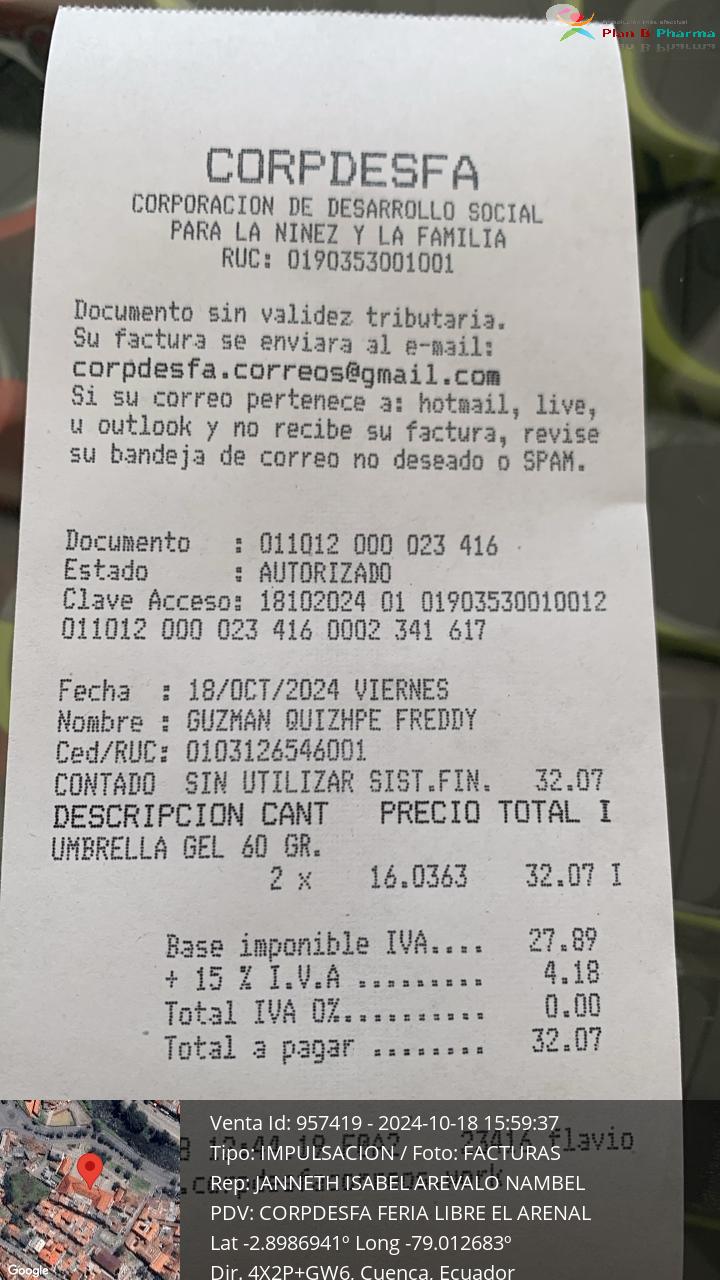 Plan B Pharma
CORPDESFA
CORPORACION DE DESARROLLO SOCIAL
PARA LA NINEZ Y LA FAMILIA
RUC: 0190353001001
Documento sin validez tributaria.
Su factura se enviara al e-mail:
corpdesfa.correos@gmail.com
Si su correo pertenece a: hotmail, live,
u outlook y no recibe su factura, revise
su bandeja de correo no deseado o SPAM.
Documento : 011012 000 023 416
Estado : AUTORIZADO
Clave Acceso: 18102024 01 01903530010012
011012 000 023 416 0002 341 617
Fecha : 18/OCT/2024 VIERNES
Nombre : GUZMAN QUIZHPE FREDDY
Ced/RUC: 0103126546001
CONTADO SIN UTILIZAR SIST.FIN. 32.07
DESCRIPCION CANT PRECIO TOTAL I
UMBRELLA GEL 60 GR.
2 x 16.0363 32.07 I
Base imponible IVA.... 27.89
+ 15 % I.V.A ......... 4.18
Total IVA 0%.......... 0.00
Total a pagar ........ 32.07
23416 flavio
Venta Id: 957419 - 2024-10-18 15:59:37
Tipo: IMPULSACION / Foto: FACTURAS
Rep: JANNETH ISABEL AREVALO NAMBEL
PDV: CORPDESFA FERIA LIBRE EL ARENAL
Lat -2.8986941º Long -79.012683º
Dir. 4X2P+GW6, Cuenca, Ecuador
Google